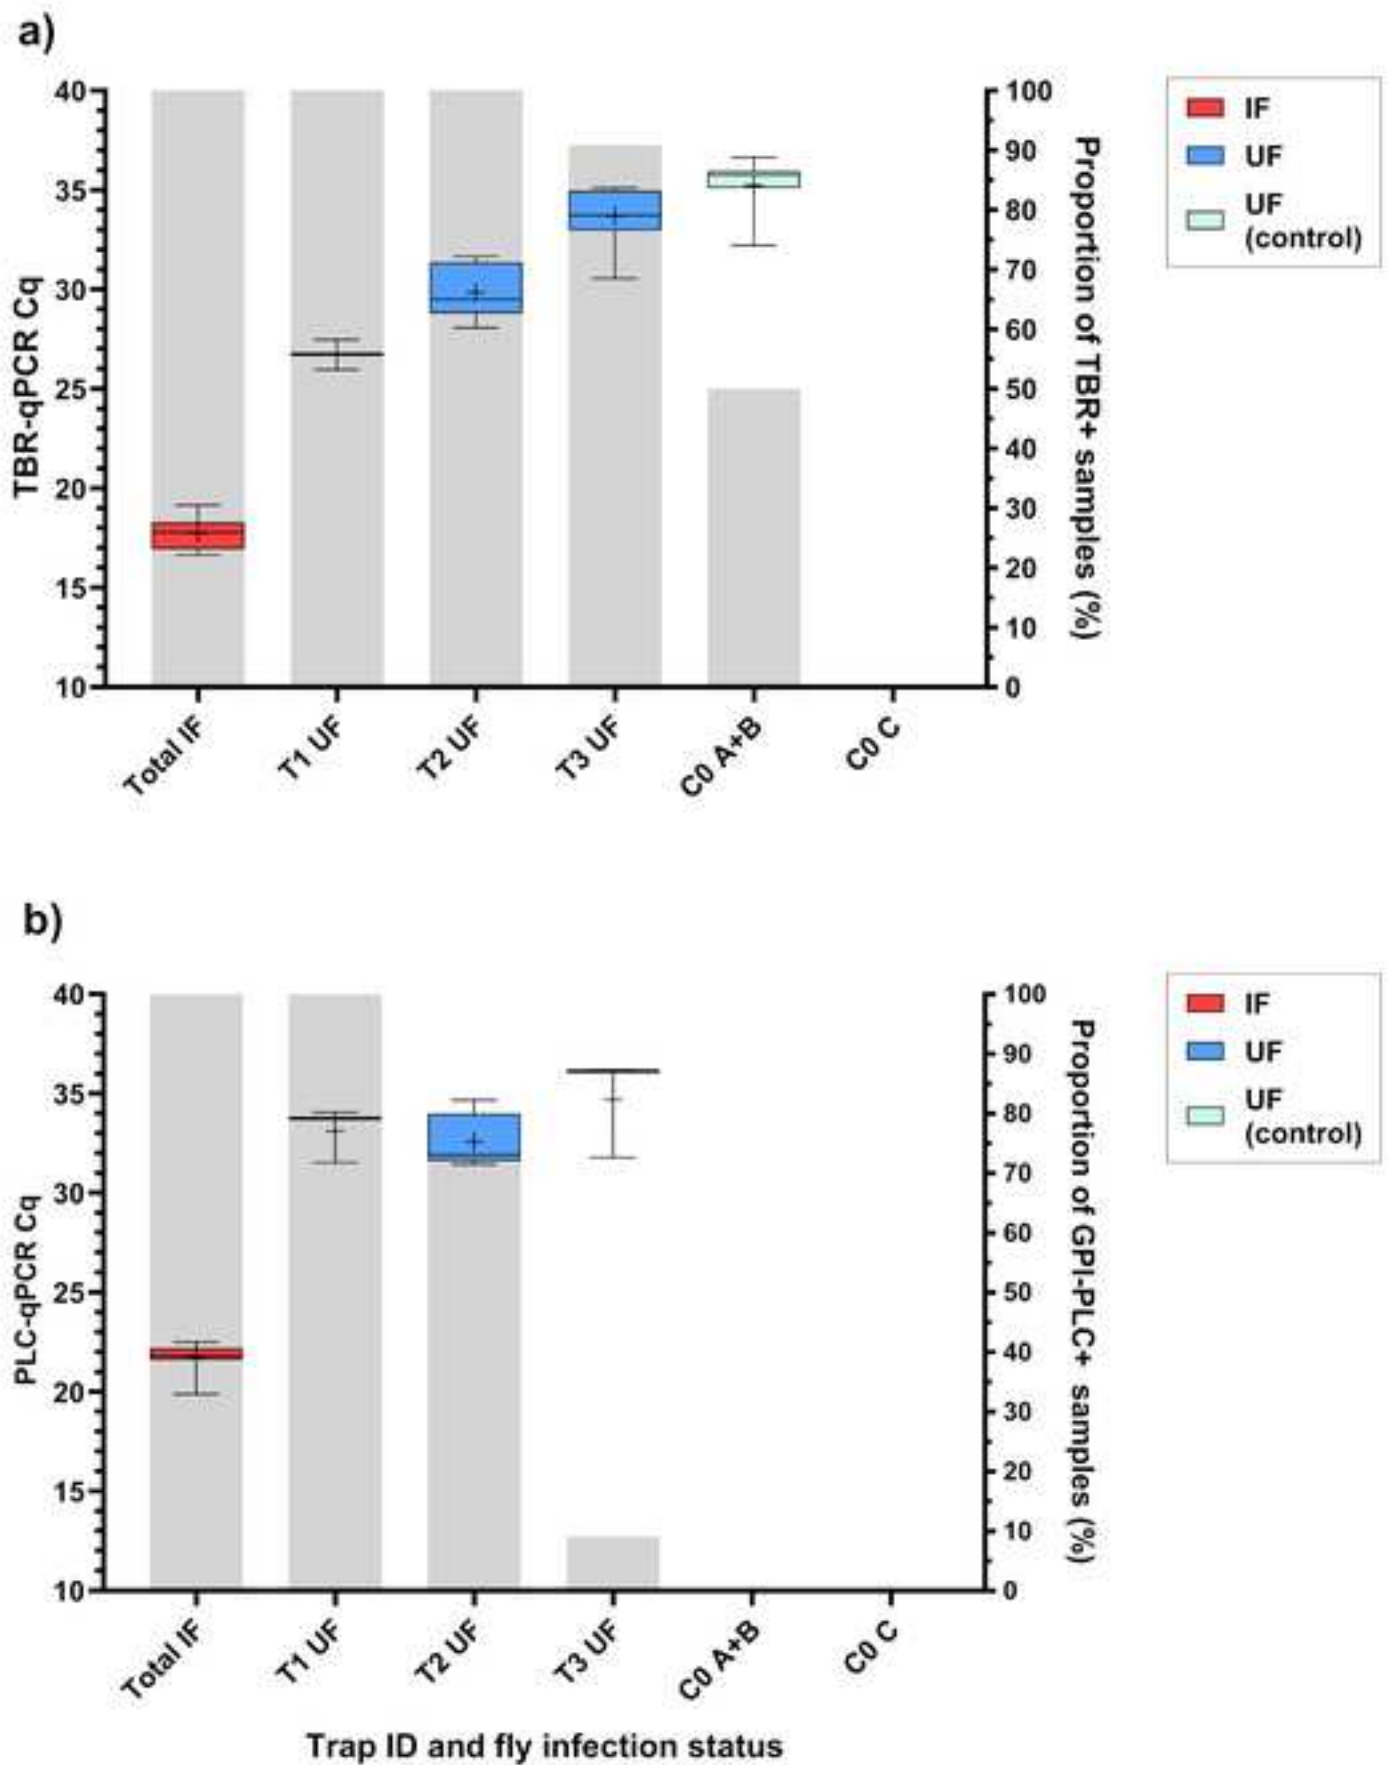 a)
TBR-qPCR Cq
40
35
30
25
20
15
10
100
90
80
70
60
50
40
30
20
10
0
Proportion of TBR+ samples (%)
Total IF
T1 UF
T2 UF
T3 UF
C0 A+B
C0 C
IF
UF
UF
(control)
b)
PLC-qPCR Cq
40
35
30
25
20
15
10
100
90
80
70
60
50
40
30
20
10
0
Proportion of GPI-PLC+ samples (%)
Total IF
T1 UF
T2 UF
T3 UF
C0 A+B
C0 C
IF
UF
UF
(control)
Trap ID and fly infection status